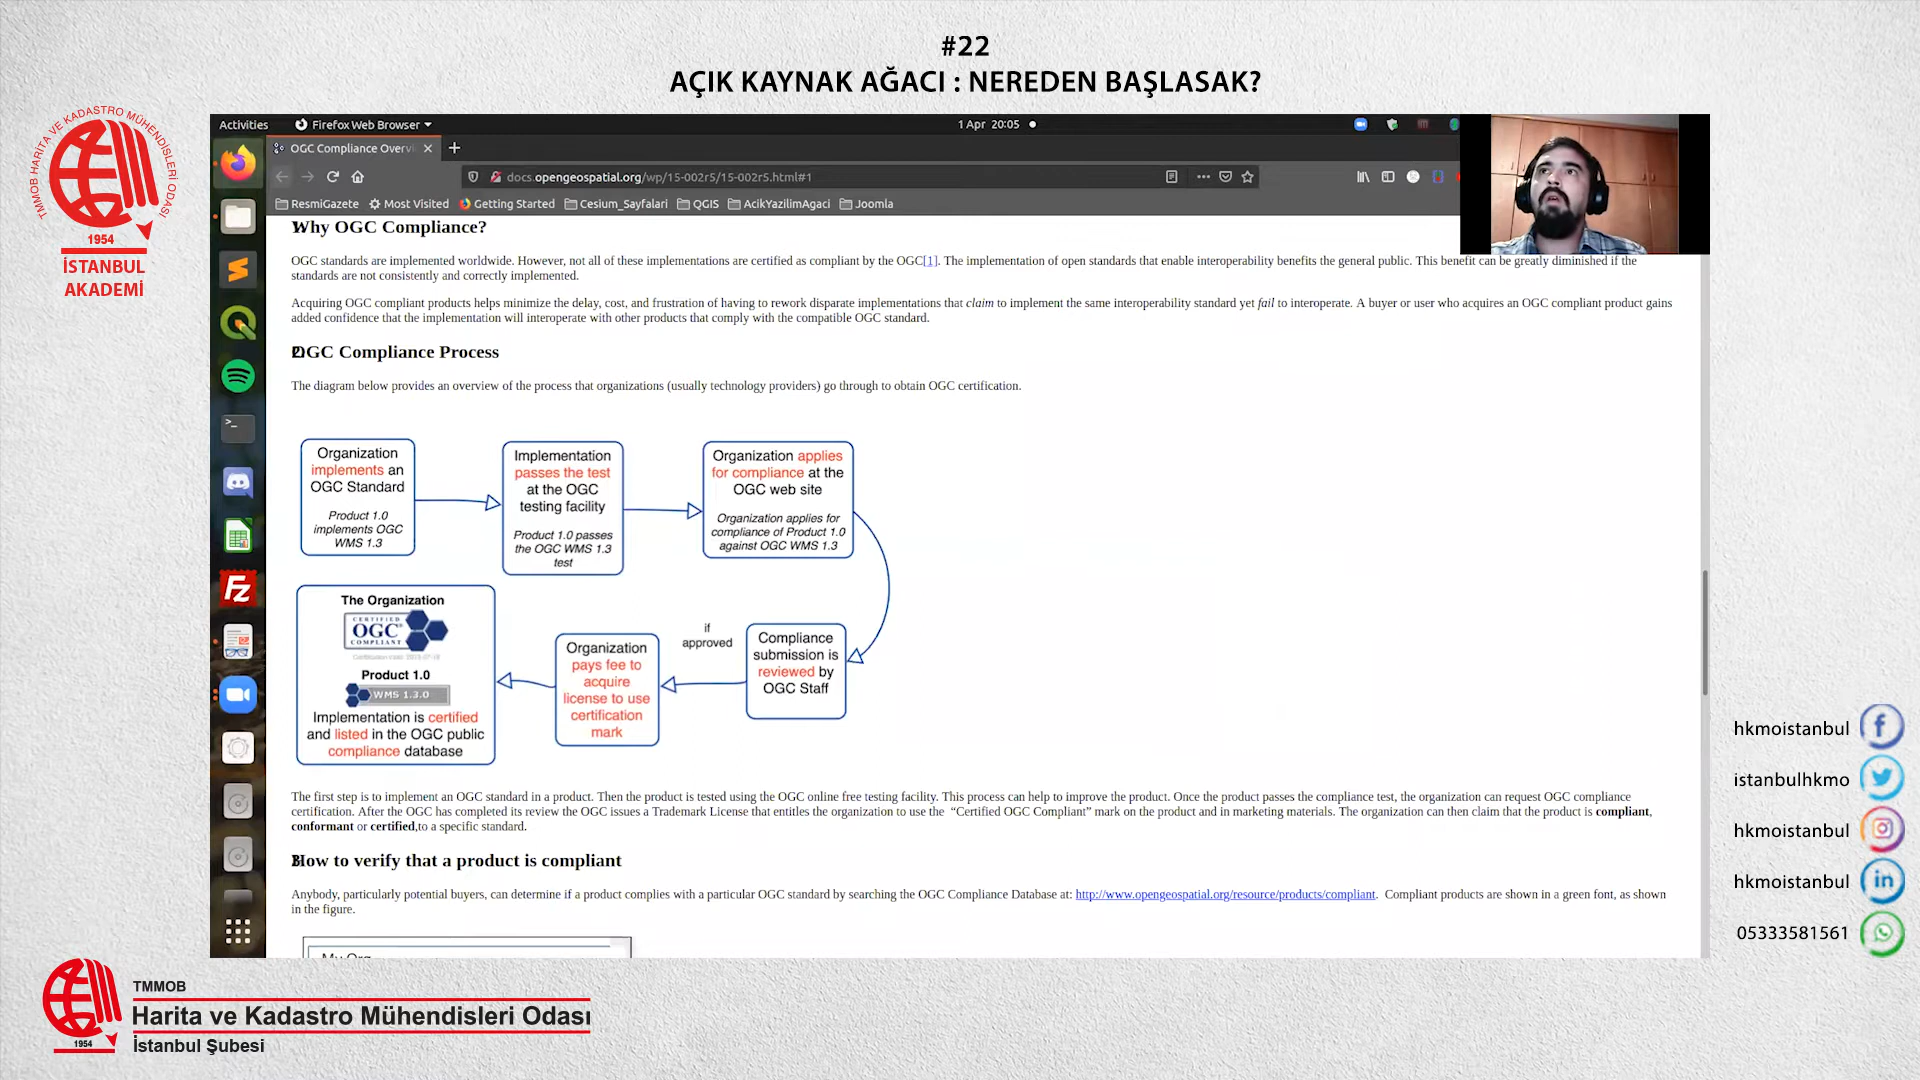 #22
AÇIK KAYNAK AĞACI : NEREDEN BAŞLASAK?
TMMOB HARİTA VE KADASTRO MÜHENDİSLERİ ODASI
1954
İSTANBUL
AKADEMİ
Activities
Firefox Web Browser
1 Apr 20:05
OGC Compliance Overvi
docs.opengeospatial.org/wp/15-002r5/15-002r5.html#1
ResmiGazete
Most Visited
Getting Started
Cesium_Sayfalari
QGIS
AcikYazilimAgaci
Joomla
Why OGC Compliance?
OGC standards are implemented worldwide. However, not all of these implementations are certified as compliant by the OGC[1]. The implementation of open standards that enable interoperability benefits the general public. This benefit can be greatly diminished if the
standards are not consistently and correctly implemented.
Acquiring OGC compliant products helps minimize the delay, cost, and frustration of having to rework disparate implementations that claim to implement the same interoperability standard yet fail to interoperate. A buyer or user who acquires an OGC compliant product gains
added confidence that the implementation will interoperate with other products that comply with the compatible OGC standard.
OGC Compliance Process
The diagram below provides an overview of the process that organizations (usually technology providers) go through to obtain OGC certification.
Organization
implements an
OGC Standard
Product 1.0
implements OGC
WMS 1.3
Implementation
passes the test
at the OGC
testing facility
Product 1.0 passes
the OGC WMS 1.3
test
Organization applies
for compliance at the
OGC web site
Organization applies for
compliance of Product 1.0
against OGC WMS 1.3
Compliance
submission is
reviewed by
OGC Staff
if
approved
Organization
pays fee to
acquire
license to use
certification
mark
The Organization
CERTIFIED
OGC
COMPLIANT
Product 1.0
WMS 1.3.0
Implementation is certified
and listed in the OGC public
compliance database
The first step is to implement an OGC standard in a product. Then the product is tested using the OGC online free testing facility. This process can help to improve the product. Once the product passes the compliance test, the organization can request OGC compliance
certification. After the OGC has completed its review the OGC issues a Trademark License that entitles the organization to use the “Certified OGC Compliant” mark on the product and in marketing materials. The organization can then claim that the product is compliant,
conformant or certified,to a specific standard.
How to verify that a product is compliant
Anybody, particularly potential buyers, can determine if a product complies with a particular OGC standard by searching the OGC Compliance Database at: http://www.opengeospatial.org/resource/products/compliant. Compliant products are shown in a green font, as shown
in the figure.
hkmoistanbul
istanbulhkmo
hkmoistanbul
hkmoistanbul
05333581561
1954
TMMOB
Harita ve Kadastro Mühendisleri Odası
İstanbul Şubesi